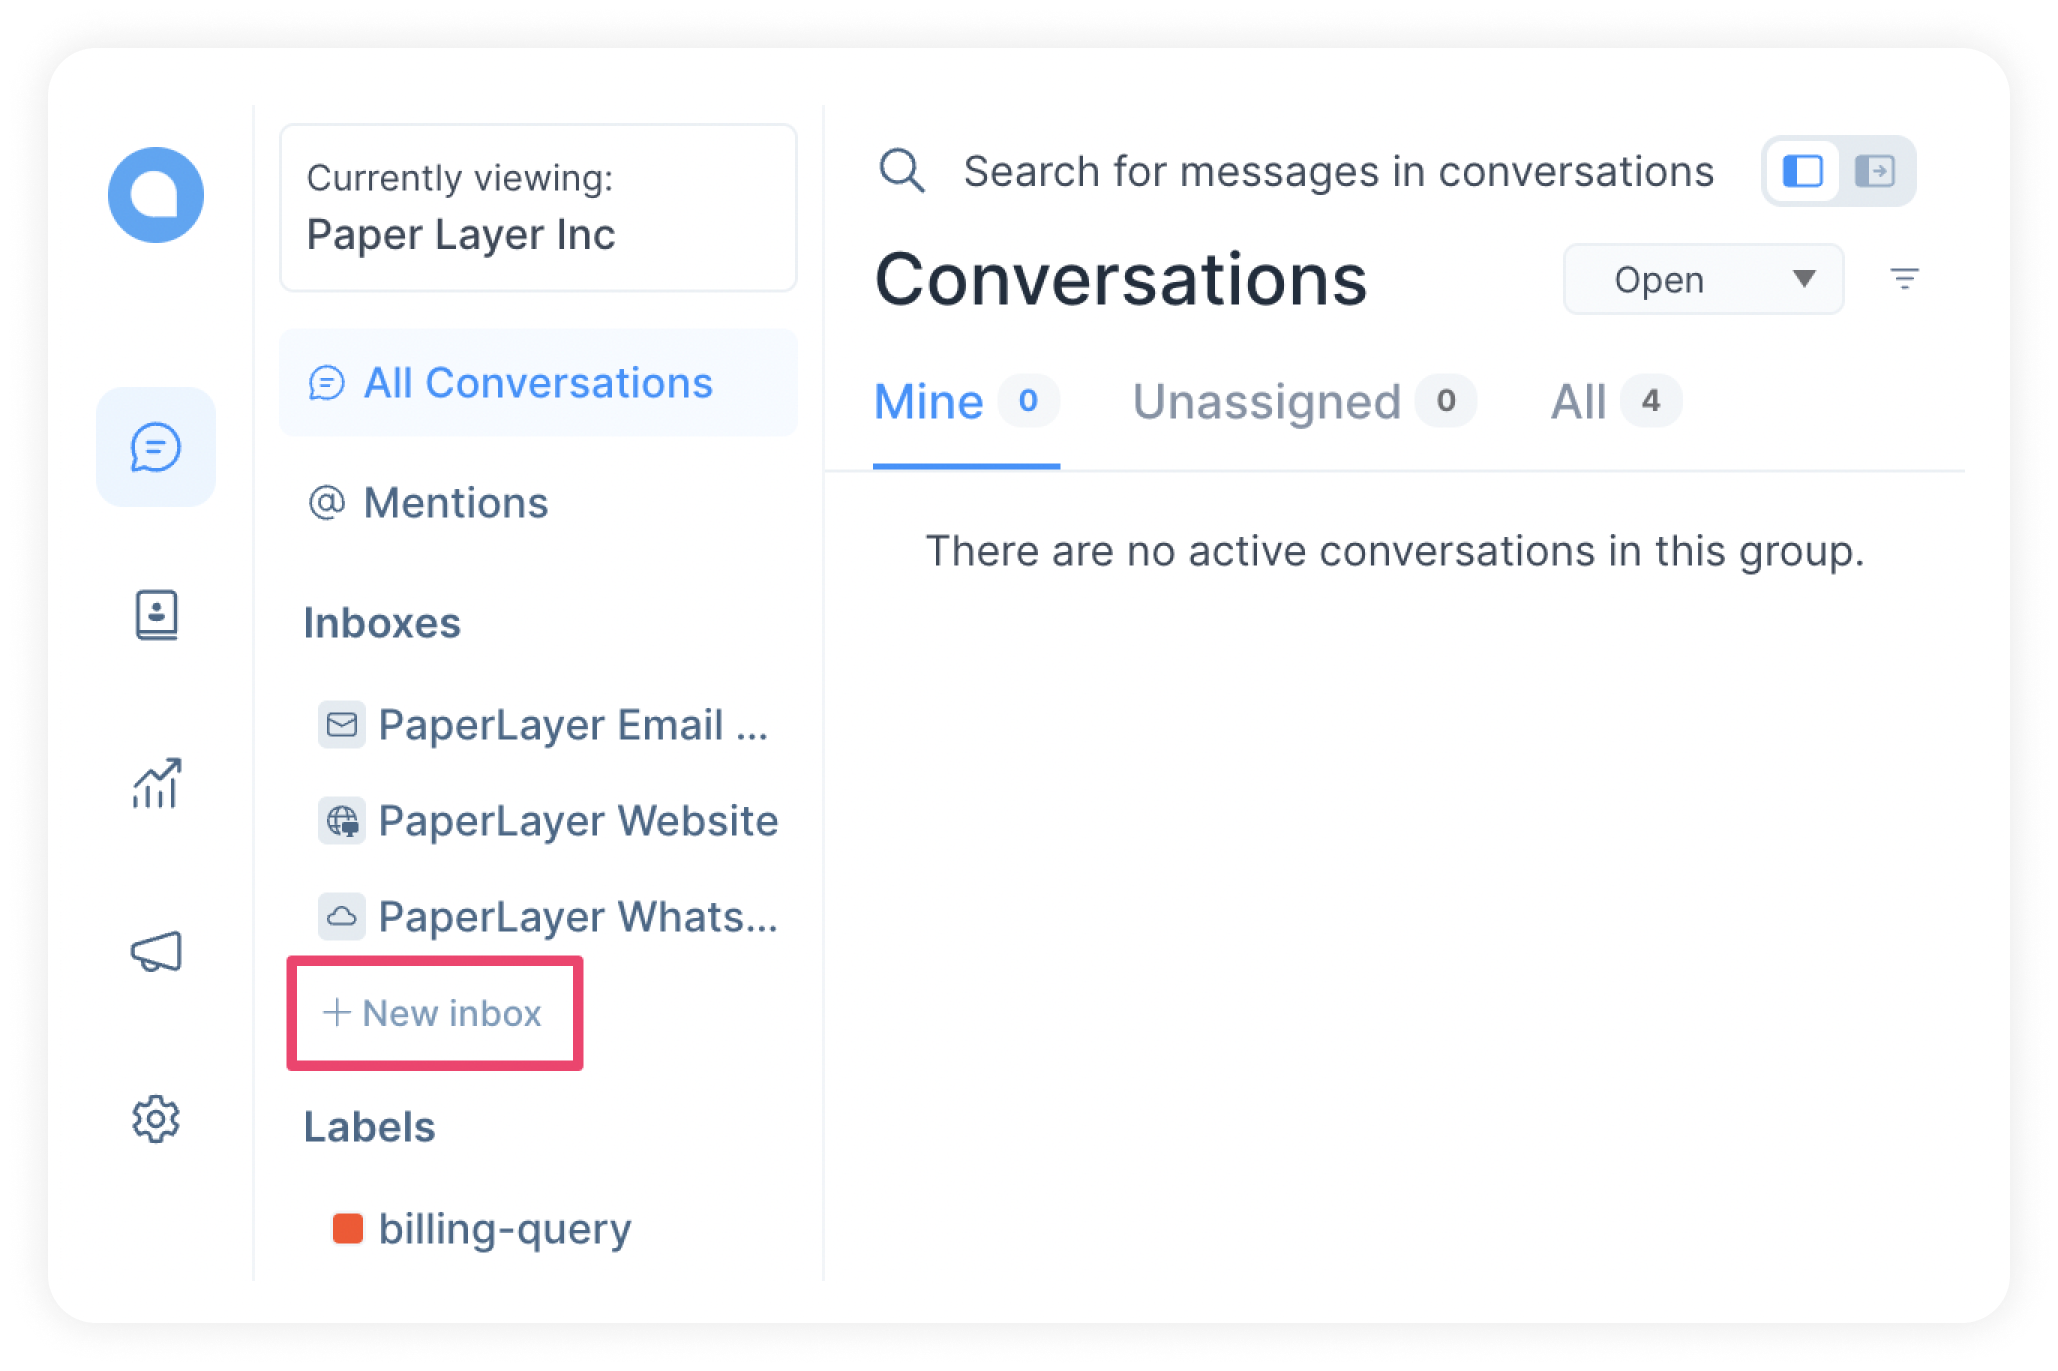 Currently viewing:
Paper Layer Inc
All Conversations
Mentions
Inboxes
PaperLayer Email ...
PaperLayer Website
PaperLayer Whats...
+ New inbox
Labels
billing-query
Search for messages in conversations
Conversations
Open
Mine 0 Unassigned 0 All 4
There are no active conversations in this group.